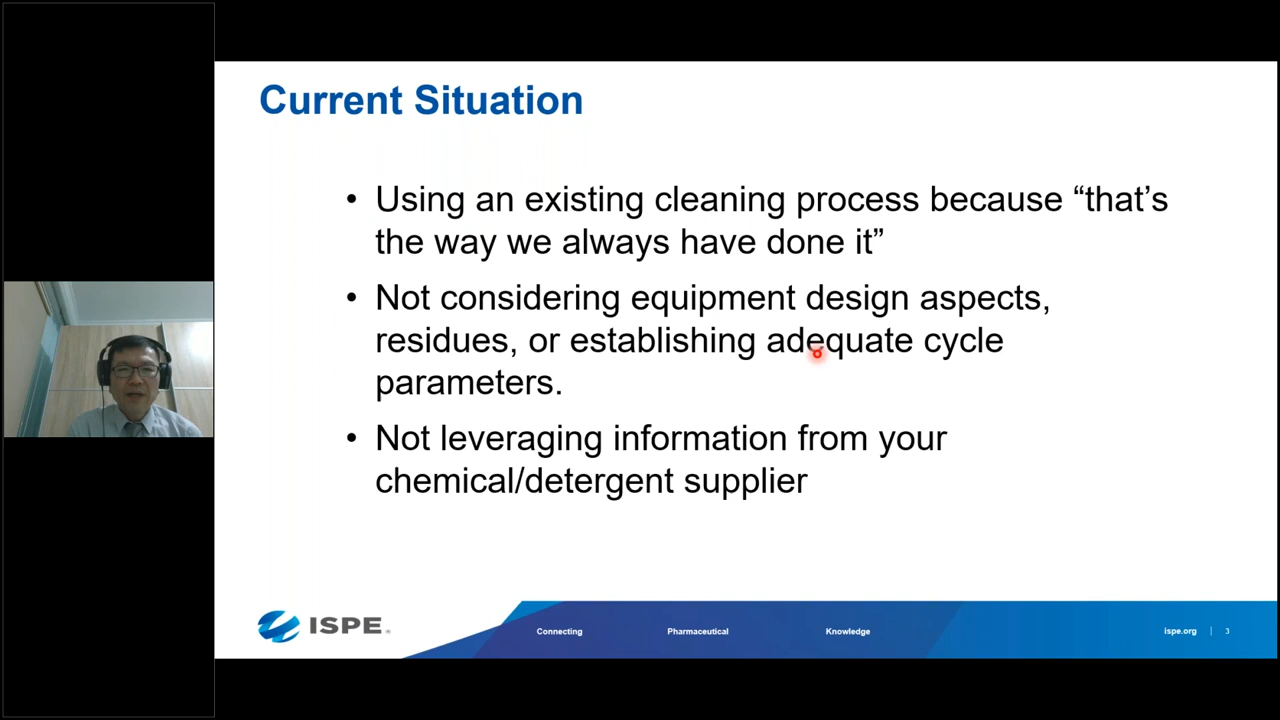 Current Situation
• Using an existing cleaning process because “that’s
the way we always have done it”
• Not considering equipment design aspects,
residues, or establishing adequate cycle
parameters.
• Not leveraging information from your
chemical/detergent supplier
ISPE®
Connecting Pharmaceutical Knowledge
ispe.org | 3